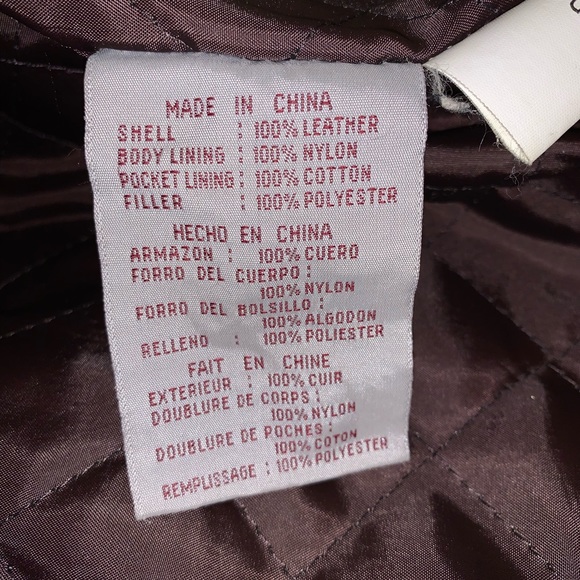 MADE IN CHINA
SHELL : 100% LEATHER
BODY LINING : 100% NYLON
POCKET LINING : 100% COTTON
FILLER : 100% POLYESTER
HECHO EN CHINA
ARMAZON : 100% CUERO
FORRO DEL CUERPO :
100% NYLON
FORRO DEL BOLSILLO :
100% ALGODON
RELLENO : 100% POLIESTER
FAIT EN CHINE
EXTERIEUR : 100% CUIR
DOUBLURE DE CORPS :
100% NYLON
DOUBLURE DE POCHES :
100% COTON
REMPLISSAGE : 100% POLYESTER